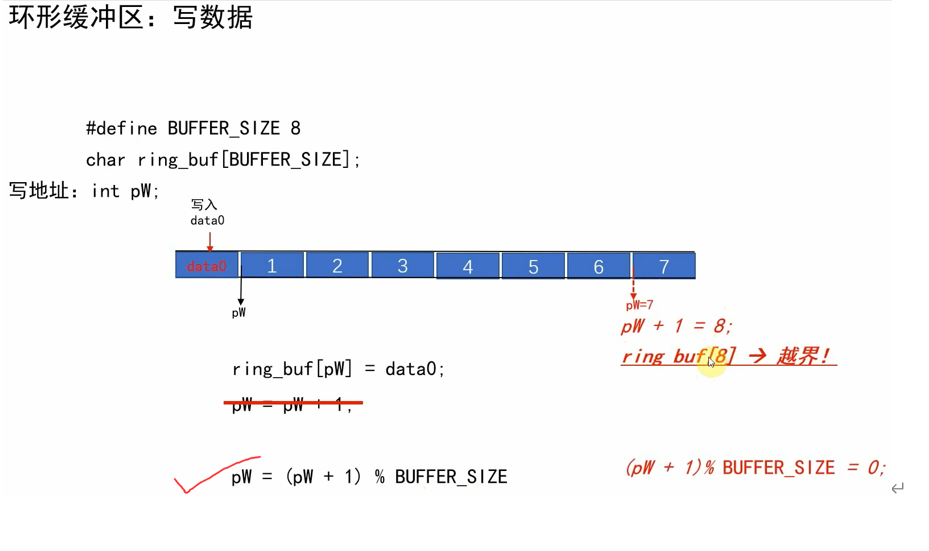 环形缓冲区：写数据
#define BUFFER_SIZE 8
char ring_buf[BUFFER_SIZE];
写地址：int pW;
写入
data0
data0 1 2 3 4 5 6 7
pW
pW=7
pW + 1 = 8;
ring buf[8] → 越界！
ring_buf[pW] = data0;
pW = pW + 1;
pW = (pW + 1) % BUFFER_SIZE
(pW + 1)% BUFFER_SIZE = 0;